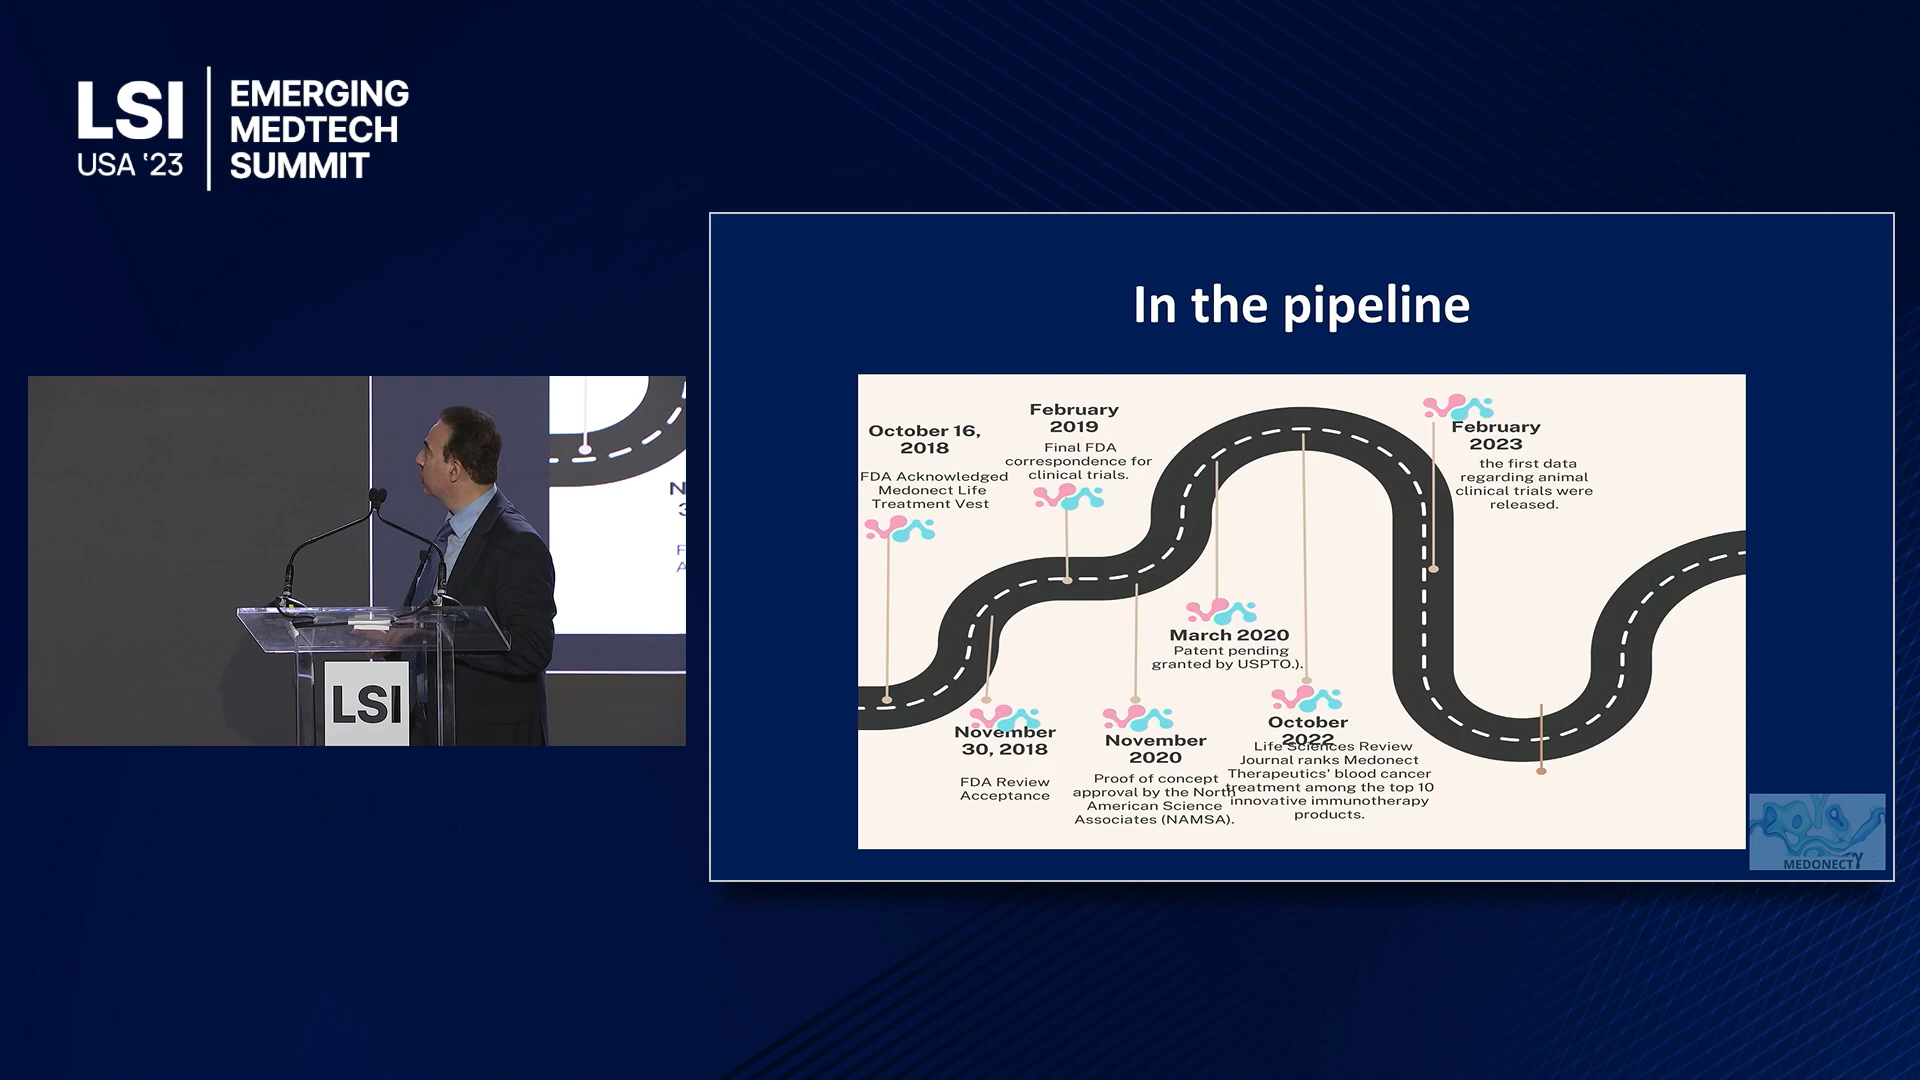 LSI
USA '23
EMERGING
MEDTECH
SUMMIT
In the pipeline
October 16,
2018
FDA Acknowledged
Medonect Life
Treatment Vest
February
2019
Final FDA
correspondence for
clinical trials.
February
2023
the first data
regarding animal
clinical trials were
released.
March 2020
Patent pending
granted by USPTO.).
November
30, 2018
FDA Review
Acceptance
November
2020
Proof of concept
approval by the North
American Science
Associates (NAMSA).
October
2022
Life Sciences Review
Journal ranks Medonect
Therapeutics' blood cancer
treatment among the top 10
innovative immunotherapy
products.
MEDONECT
LSI
N
3
F
A